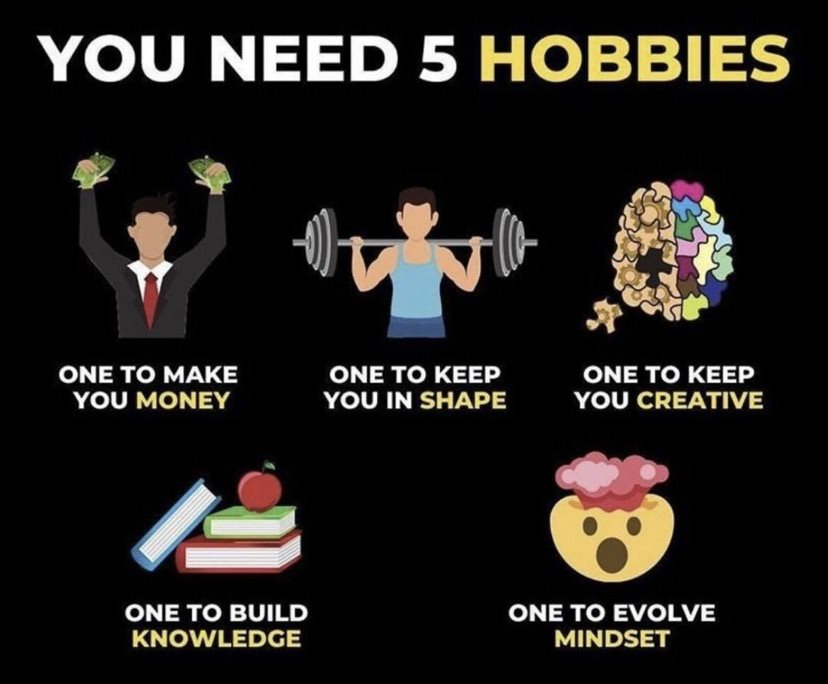 YOU NEED 5 HOBBIES
ONE TO MAKE
YOU MONEY
ONE TO KEEP
YOU IN SHAPE
ONE TO KEEP
YOU CREATIVE
ONE TO BUILD
KNOWLEDGE
ONE TO EVOLVE
MINDSET